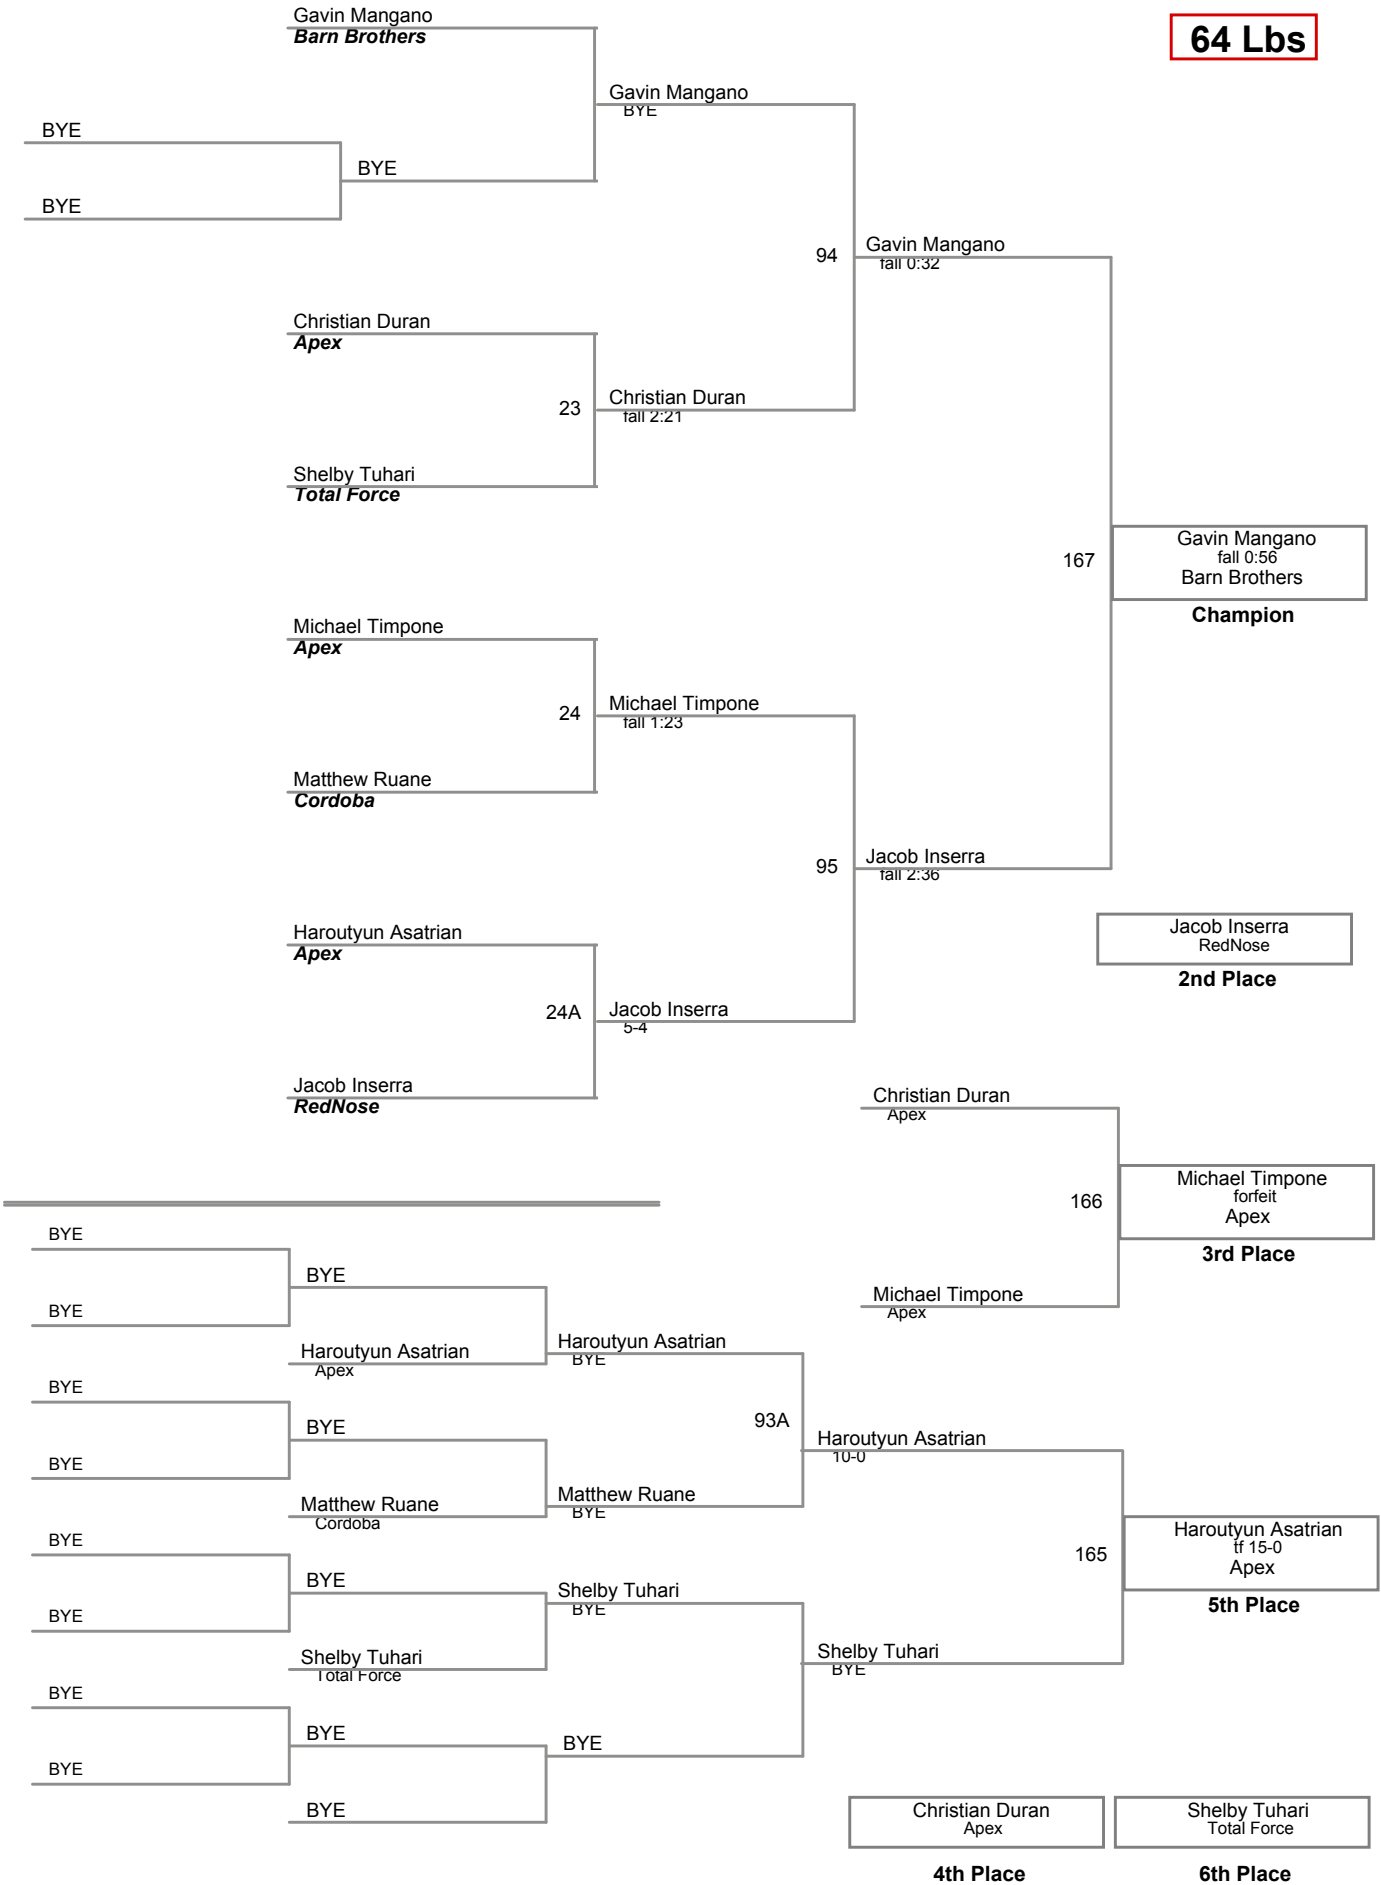 Gavin Mangano
Barn Brothers
64 Lbs
Gavin Mangano
BYE
BYE
BYE
BYE
94
Gavin Mangano
fall 0:32
Christian Duran
Apex
23
Christian Duran
fall 2:21
Shelby Tuhari
Total Force
167
Gavin Mangano
fall 0:56
Barn Brothers
Champion
Michael Timpone
Apex
24
Michael Timpone
fall 1:23
Matthew Ruane
Cordoba
95
Jacob Inserra
fall 2:36
Haroutyun Asatrian
Apex
Jacob Inserra
RedNose
2nd Place
24A
Jacob Inserra
5-4
Jacob Inserra
RedNose
Christian Duran
Apex
166
Michael Timpone
forfeit
Apex
3rd Place
Michael Timpone
Apex
BYE
BYE
BYE
Haroutyun Asatrian
Apex
Haroutyun Asatrian
BYE
BYE
93A
BYE
BYE
Haroutyun Asatrian
10-0
Matthew Ruane
Cordoba
Matthew Ruane
BYE
BYE
165
Haroutyun Asatrian
tf 15-0
Apex
5th Place
BYE
BYE
Shelby Tuhari
BYE
Shelby Tuhari
Total Force
Shelby Tuhari
BYE
BYE
BYE
BYE
BYE
BYE
Christian Duran
Apex
4th Place
Shelby Tuhari
Total Force
6th Place